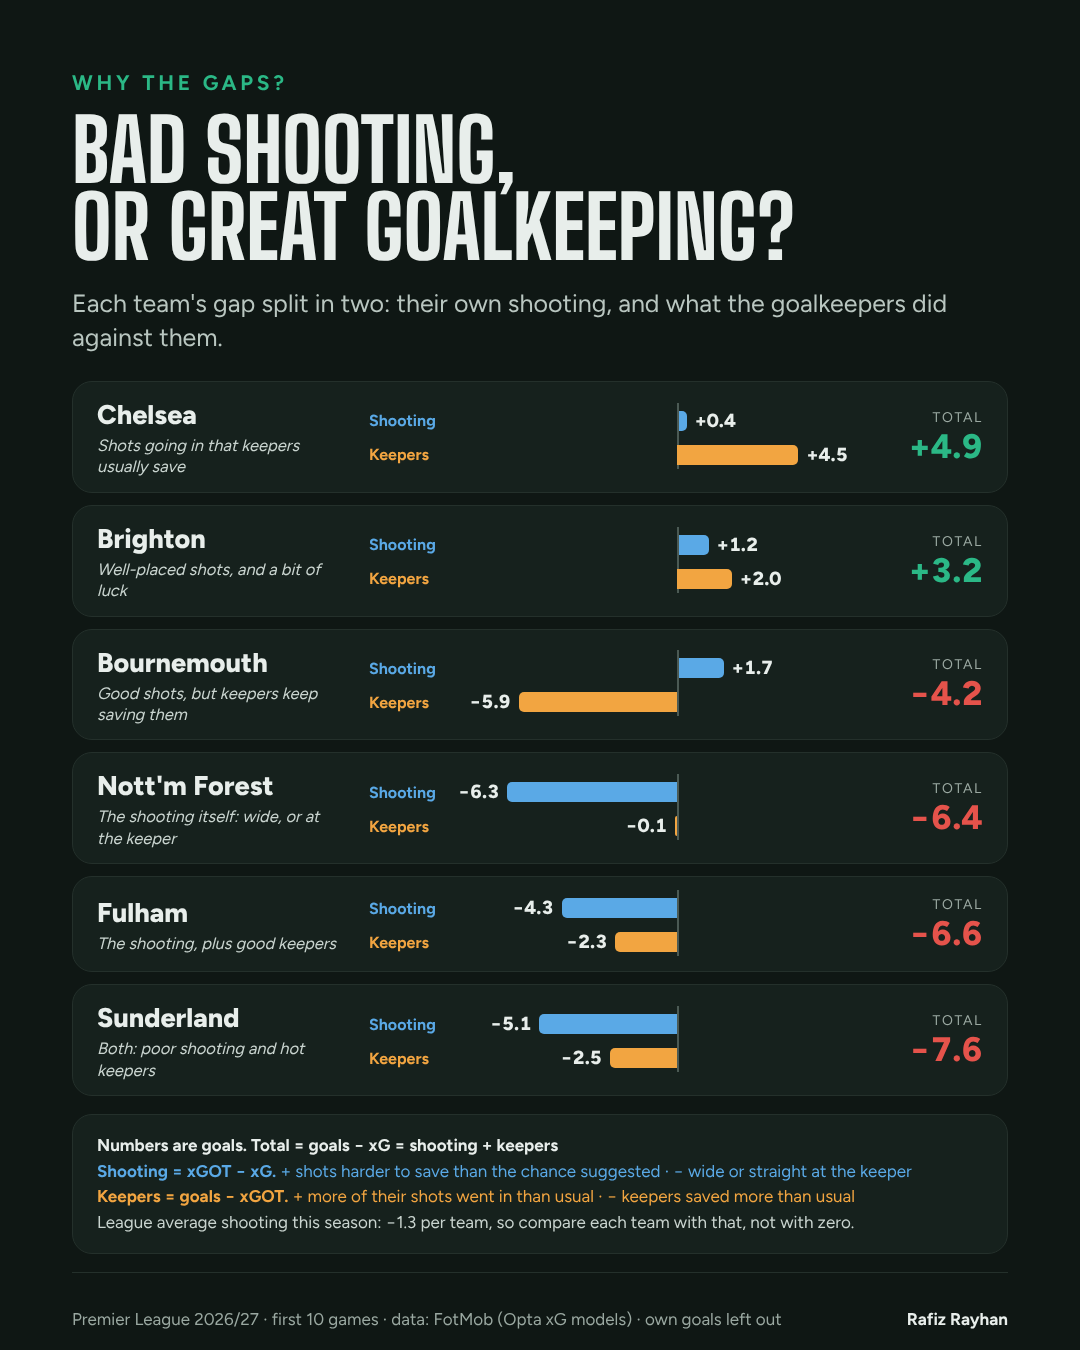 WHY THE GAPS?
BAD SHOOTING,
OR GREAT GOALKEEPING?
Each team's gap split in two: their own shooting, and what the goalkeepers did
against them.
Chelsea
Shots going in that keepers
usually save
Shooting
+0.4
Keepers
+4.5
TOTAL
+4.9
Brighton
Well-placed shots, and a bit of
luck
Shooting
+1.2
Keepers
+2.0
TOTAL
+3.2
Bournemouth
Good shots, but keepers keep
saving them
Shooting
+1.7
Keepers
−5.9
TOTAL
−4.2
Nott'm Forest
The shooting itself: wide, or at
the keeper
Shooting
−6.3
Keepers
−0.1
TOTAL
−6.4
Fulham
The shooting, plus good keepers
Shooting
−4.3
Keepers
−2.3
TOTAL
−6.6
Sunderland
Both: poor shooting and hot
keepers
Shooting
−5.1
Keepers
−2.5
TOTAL
−7.6
Numbers are goals. Total = goals − xG = shooting + keepers
Shooting = xGOT − xG. + shots harder to save than the chance suggested · − wide or straight at the keeper
Keepers = goals − xGOT. + more of their shots went in than usual · − keepers saved more than usual
League average shooting this season: −1.3 per team, so compare each team with that, not with zero.
Premier League 2026/27 · first 10 games · data: FotMob (Opta xG models) · own goals left out
Rafiz Rayhan